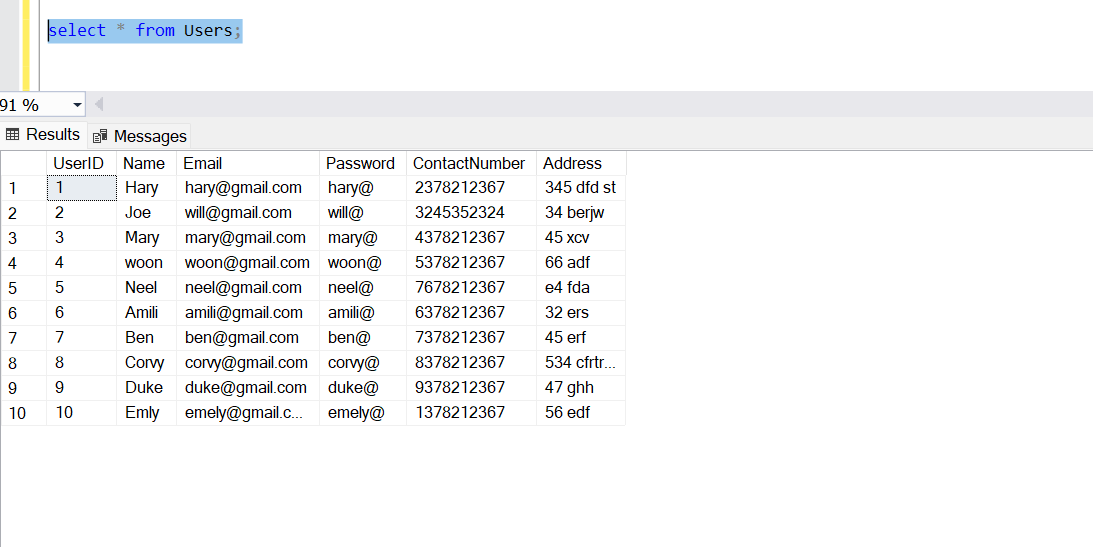 select * from Users;
91 %
Results Messages
UserID Name Email Password ContactNumber Address
1 1 Hary hary@gmail.com hary@ 2378212367 345 dfd st
2 2 Joe will@gmail.com will@ 3245352324 34 berjw
3 3 Mary mary@gmail.com mary@ 4378212367 45 xcv
4 4 woon woon@gmail.com woon@ 5378212367 66 adf
5 5 Neel neel@gmail.com neel@ 7678212367 e4 fda
6 6 Amili amili@gmail.com amili@ 6378212367 32 ers
7 7 Ben ben@gmail.com ben@ 7378212367 45 erf
8 8 Corvy corvy@gmail.com corvy@ 8378212367 534 cfrtr...
9 9 Duke duke@gmail.com duke@ 9378212367 47 ghh
10 10 Emly emely@gmail.c... emely@ 1378212367 56 edf